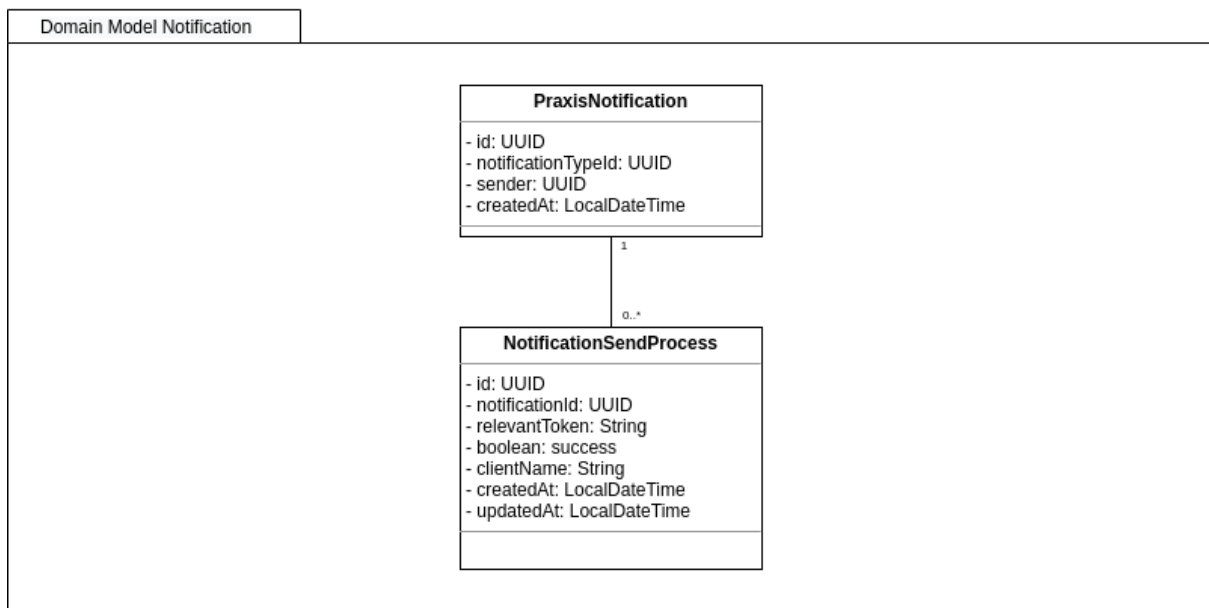 Domain Model Notification
PraxisNotification
- id: UUID
- notificationTypeId: UUID
- sender: UUID
- createdAt: LocalDateTime
1
0..*
NotificationSendProcess
- id: UUID
- notificationId: UUID
- relevantToken: String
- boolean: success
- clientName: String
- createdAt: LocalDateTime
- updatedAt: LocalDateTime